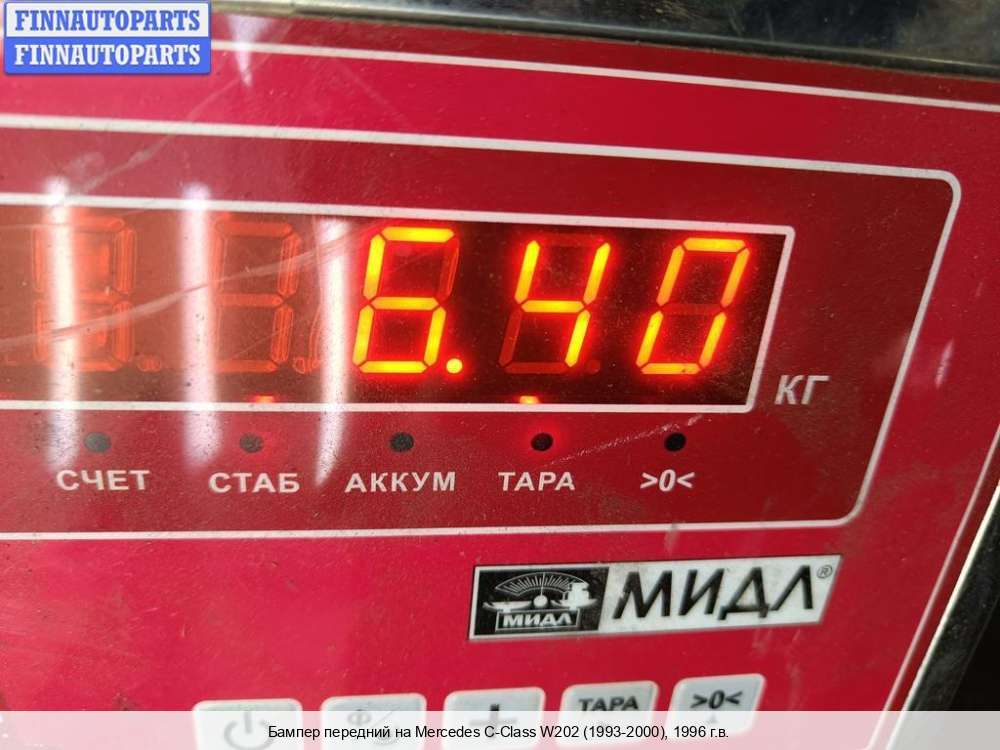 FINNAUTOPARTS
FINNAUTOPARTS
6.40
КГ
СЧЕТ СТАБ АККУМ ТАРА >0<
МИДЛ МИДЛ®
ТАРА >0<
Бампер передний на Mercedes C-Class W202 (1993-2000), 1996 г.в.